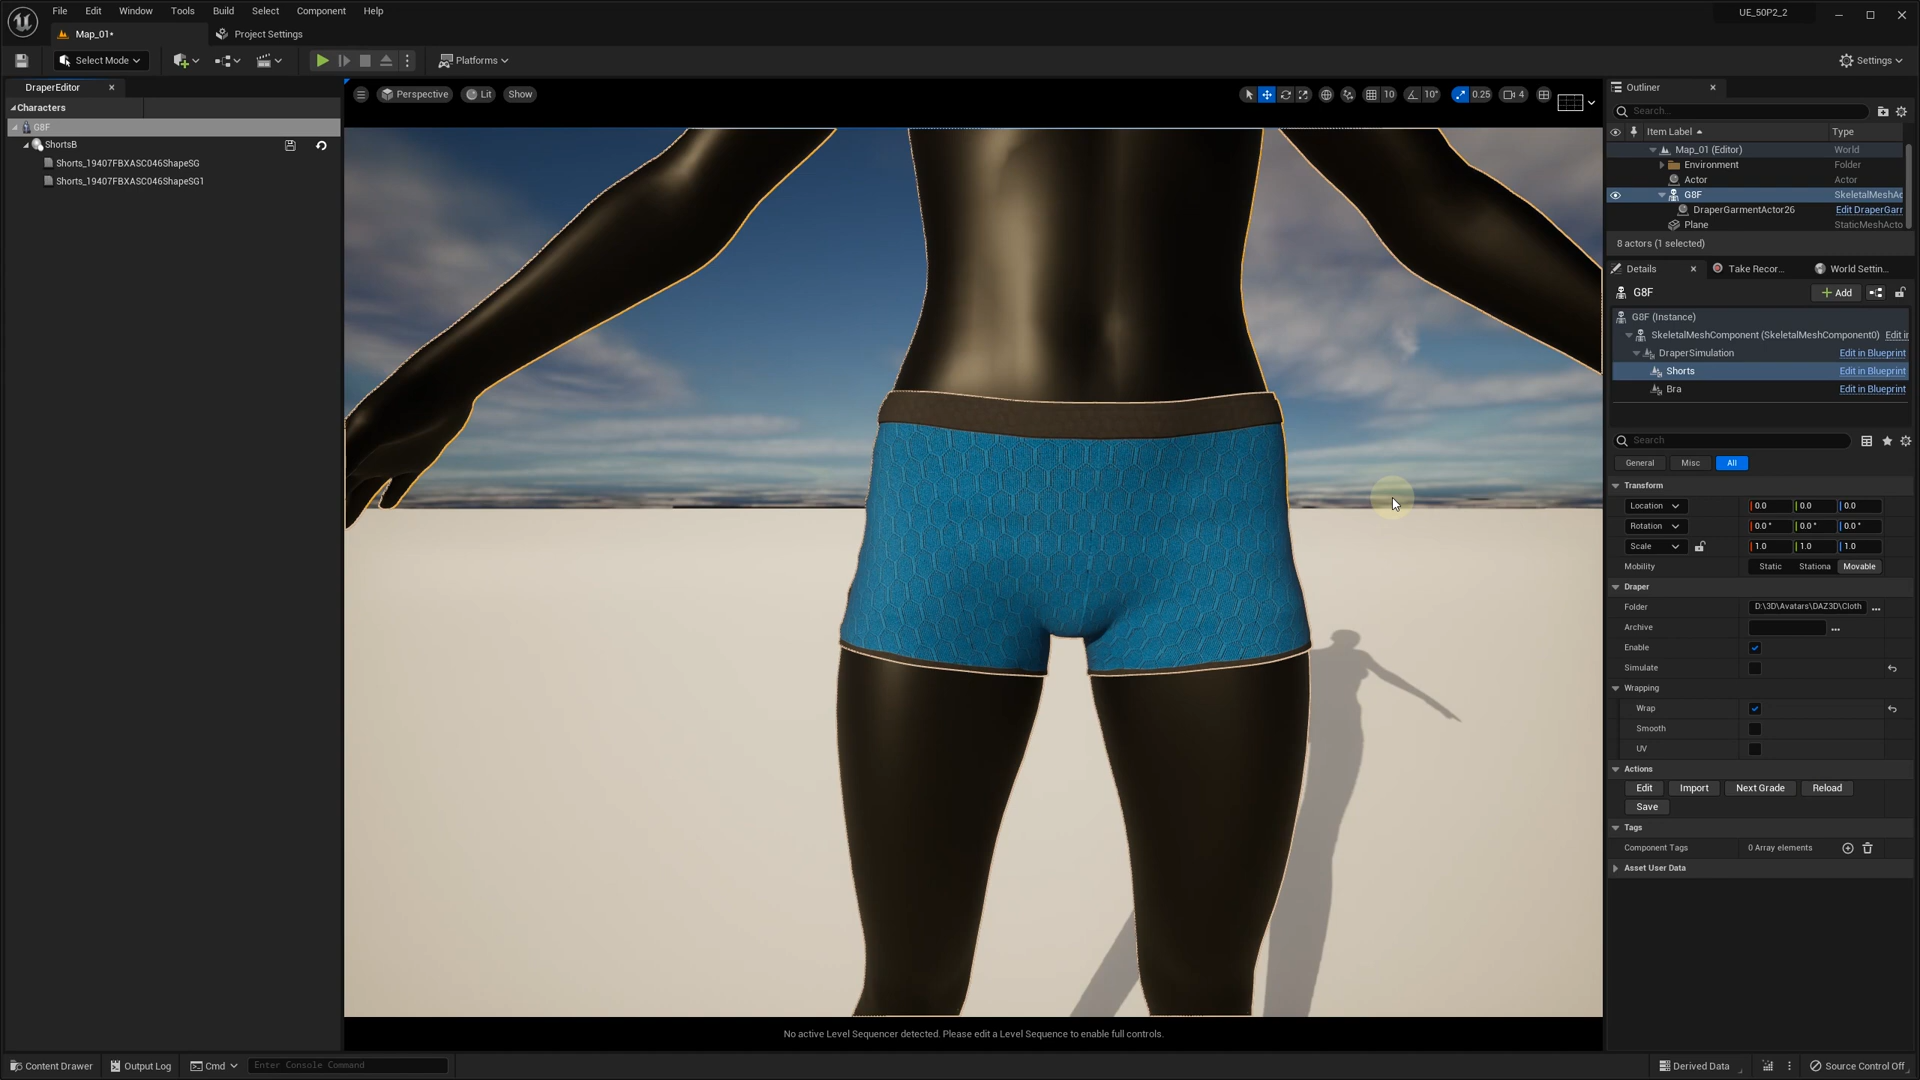 File Edit Window Tools Build Select Component Help
UE_50P2_2
Map_01*
Project Settings
Select Mode
Platforms
Settings
DraperEditor
Characters
G8F
ShortsB
Shorts_19407FBXASC046ShapeSG
Shorts_19407FBXASC046ShapeSG1
Perspective
Lit
Show
10
10°
0.25
4
No active Level Sequencer detected. Please edit a Level Sequence to enable full controls.
Outliner
Search...
Item Label Type
Map_01 (Editor) World
Environment Folder
Actor Actor
G8F SkeletalMeshAc
DraperGarmentActor26 Edit DraperGarr
Plane StaticMeshActo
8 actors (1 selected)
Details
Take Recor...
World Settin...
G8F
Add
G8F (Instance)
SkeletalMeshComponent (SkeletalMeshComponent0) Edit ir
DraperSimulation Edit in Blueprint
Shorts Edit in Blueprint
Bra Edit in Blueprint
Search
General Misc All
Transform
Location 0.0 0.0 0.0
Rotation 0.0 ° 0.0 ° 0.0 °
Scale 1.0 1.0 1.0
Mobility Static Stationa Movable
Draper
Folder D:\3D\Avatars\DAZ3D\Cloth ...
Archive ...
Enable
Simulate
Wrapping
Wrap
Smooth
UV
Actions
Edit Import Next Grade Reload
Save
Tags
Component Tags 0 Array elements
Asset User Data
Content Drawer
Output Log
Cmd
Enter Console Command
Derived Data
Source Control Off